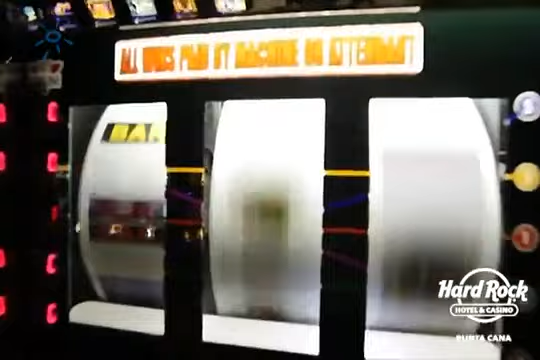 ALL WINS PAID BY MACHINE OR ATTENDANT
BAR
Hard Rock
HOTEL & CASINO
PUNTA CANA